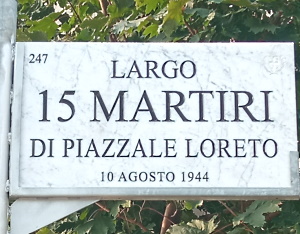 247
LARGO
15 MARTIRI
DI PIAZZALE LORETO
10 AGOSTO 1944